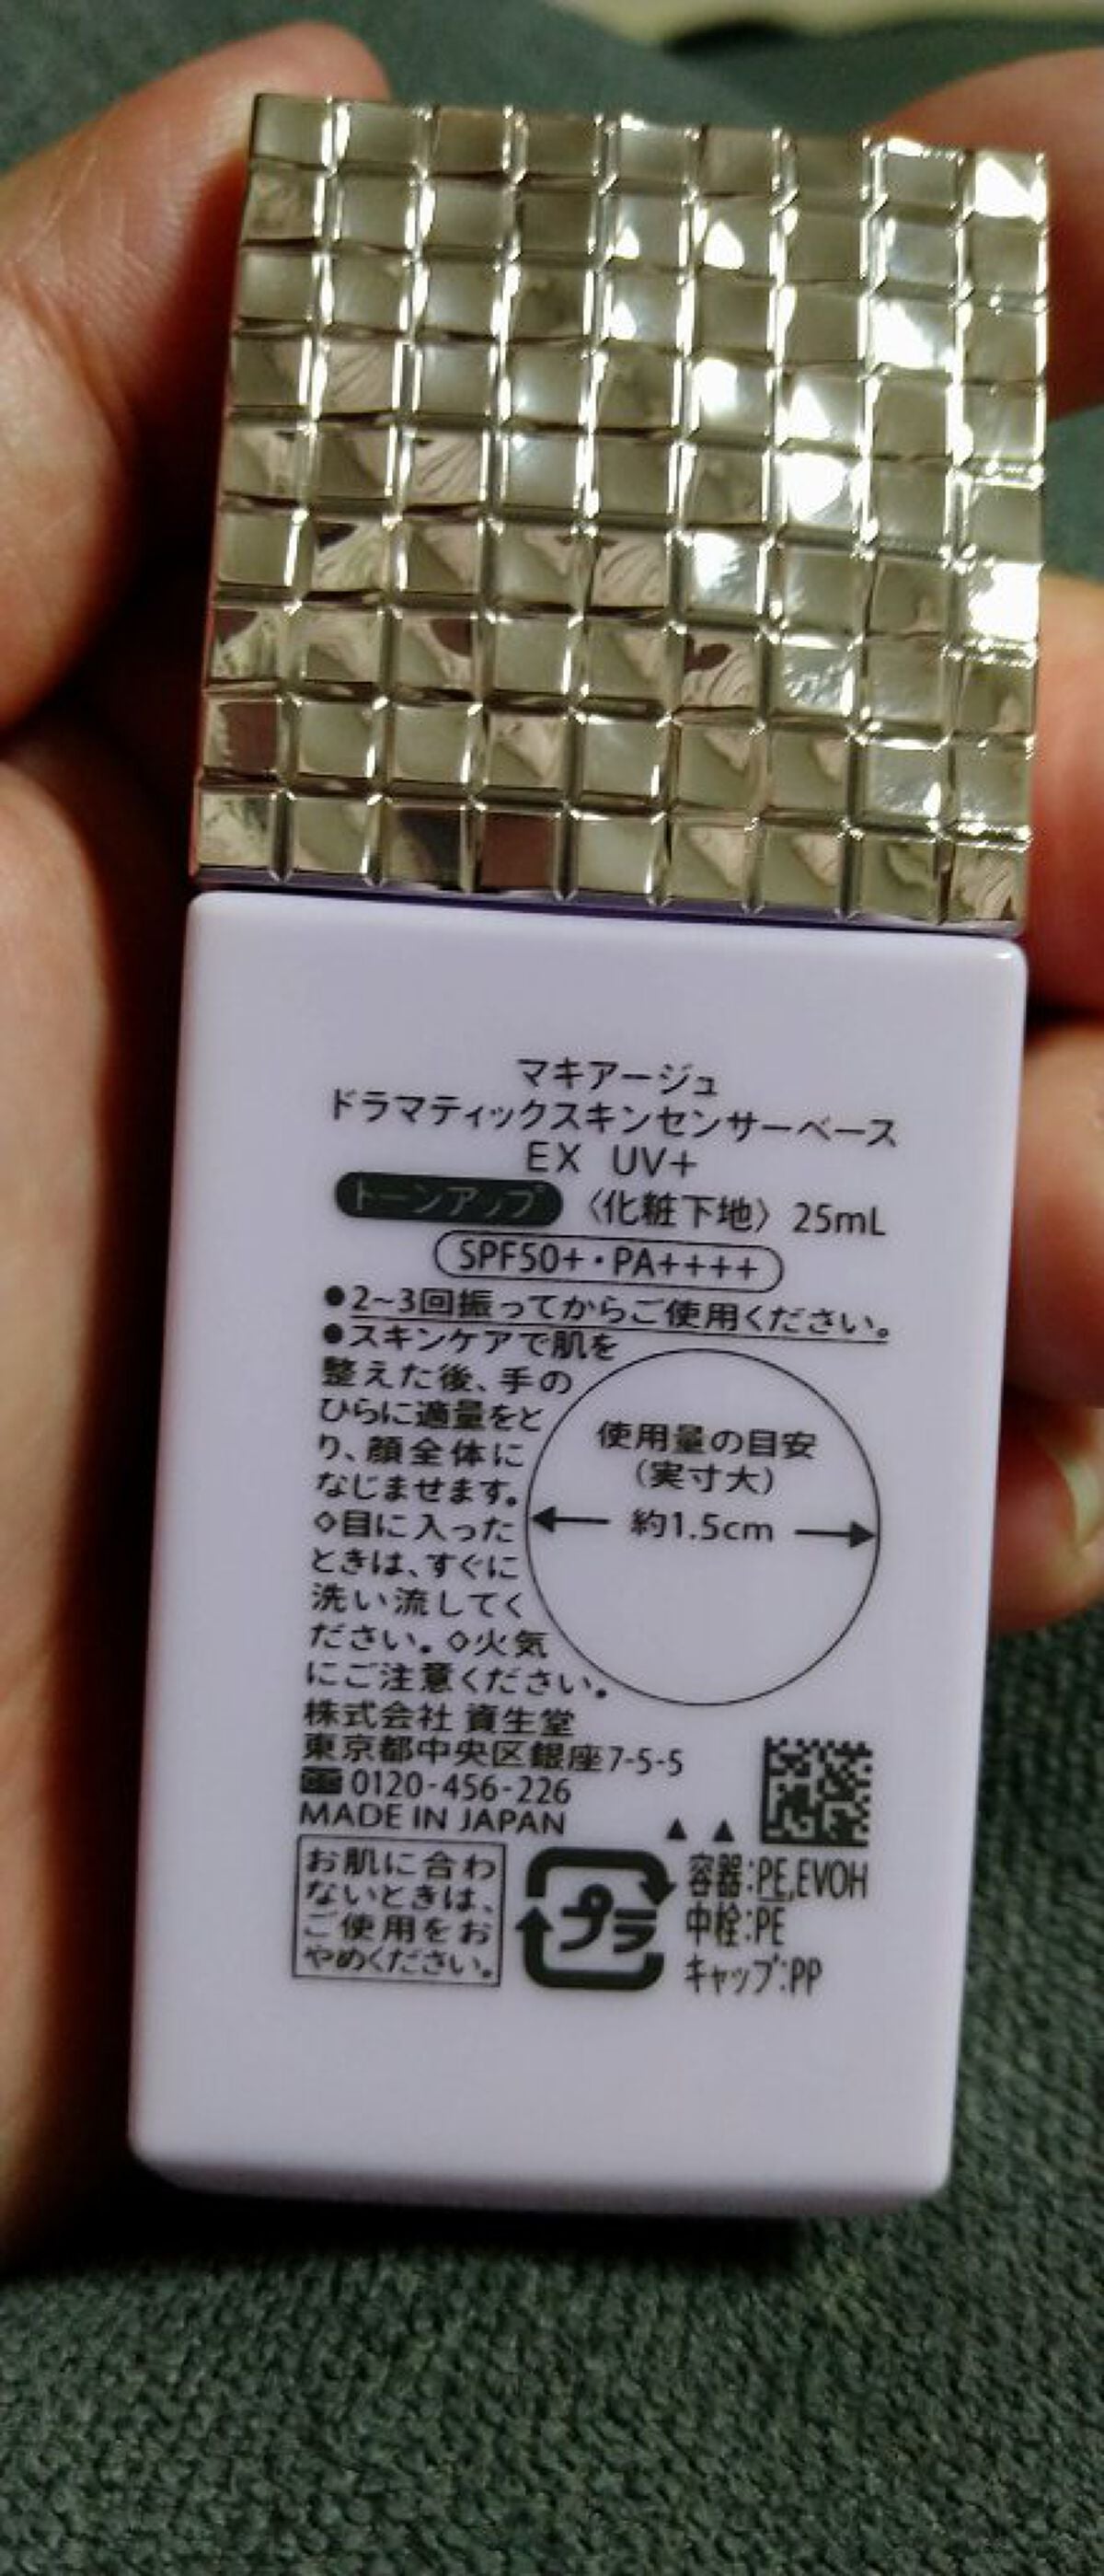 マキアージュ
ドラマティックスキンセンサーベース
EX UV+
トーンアップ 〈化粧下地〉 25mL
SPF50+・PA++++
●2~3回振ってからご使用ください。
●スキンケアで肌を
整えた後、手の
ひらに適量をと
り、顔全体に
なじませます。
◇目に入った
ときは、すぐに
洗い流してく
ださい。◇火気
にご注意ください。
使用量の目安
（実寸大）
約1.5cm
株式会社 資生堂
東京都中央区銀座7-5-5
0120-456-226
MADE IN JAPAN
お肌に合わ
ないときは、
ご使用をお
やめください。
プラ
容器:PE,EVOH
中栓:PE
キャップ:PP